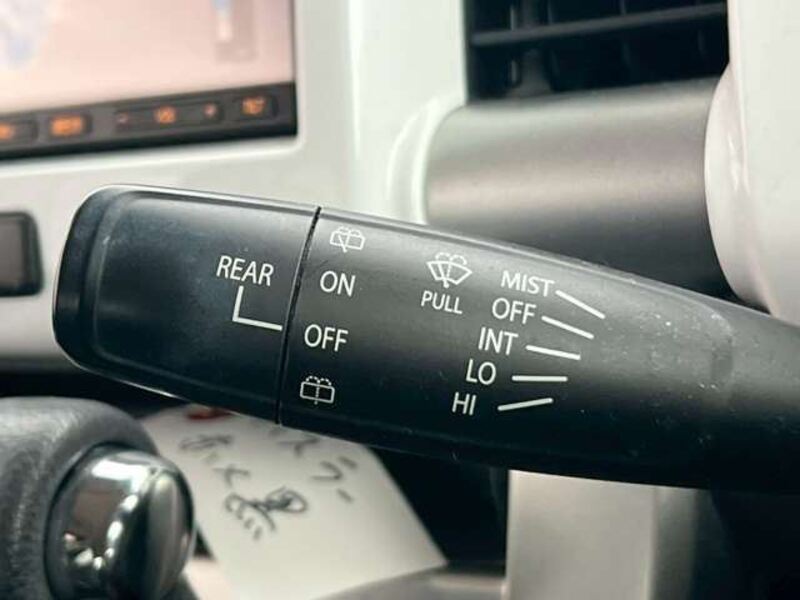 REAR
ON
OFF
PULL
MIST
OFF
INT
LO
HI